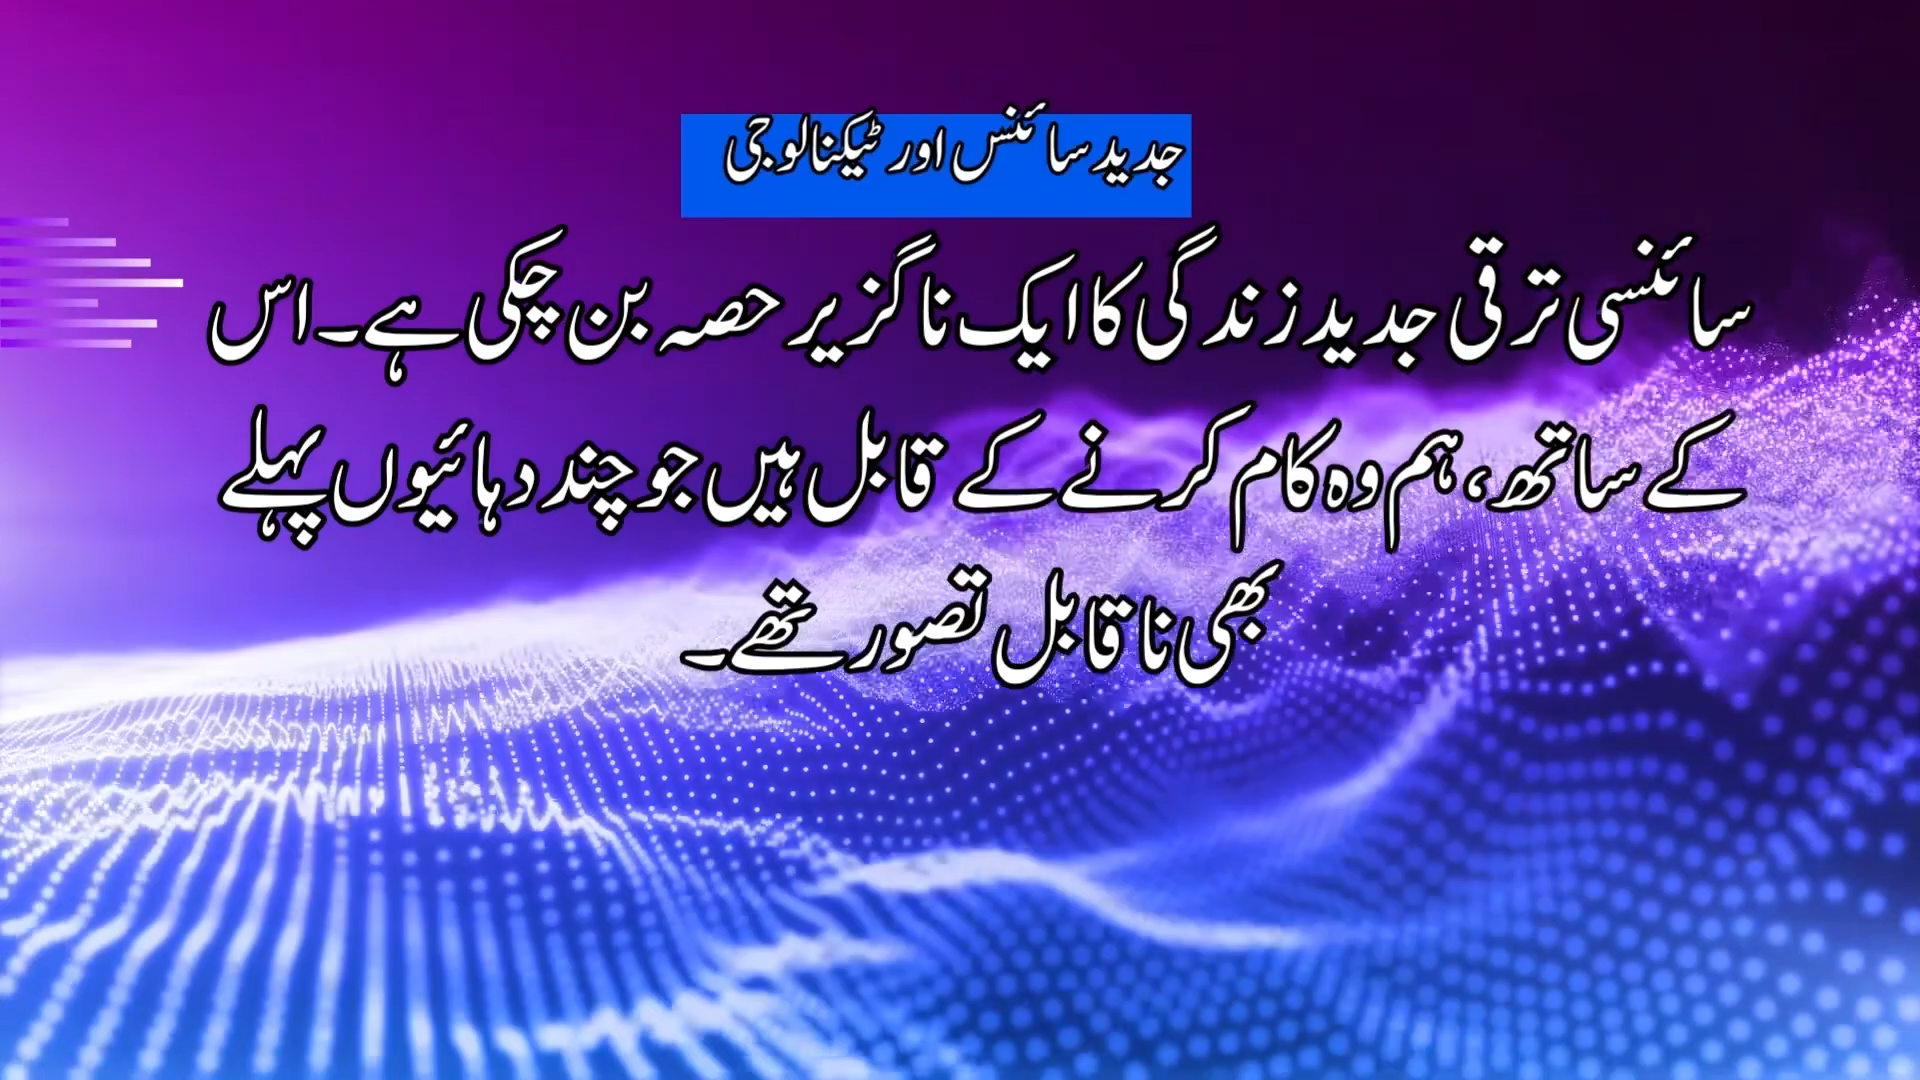 جدید سائنس اور ٹیکنالوجی
سائنسی ترقی جدید زندگی کا ایک ناگزیر حصہ بن چکی ہے۔ اس
کے ساتھ، ہم وہ کام کرنے کے قابل ہیں جو چند دہائیوں پہلے
بھی ناقابل تصور تھے۔